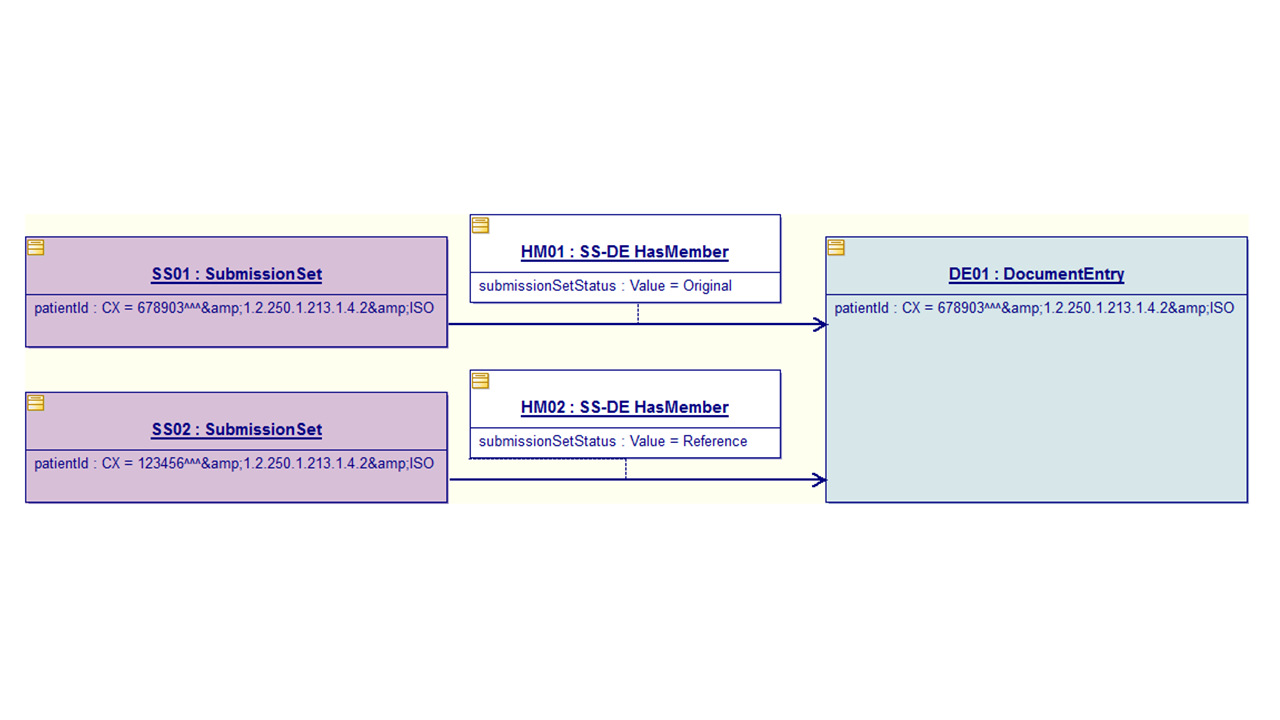 SS01 : SubmissionSet
patientId : CX = 678903^^^&amp;1.2.250.1.213.1.4.2&amp;ISO
HM01 : SS-DE HasMember
submissionSetStatus : Value = Original
DE01 : DocumentEntry
patientId : CX = 678903^^^&amp;1.2.250.1.213.1.4.2&amp;ISO
SS02 : SubmissionSet
patientId : CX = 123456^^^&amp;1.2.250.1.213.1.4.2&amp;ISO
HM02 : SS-DE HasMember
submissionSetStatus : Value = Reference